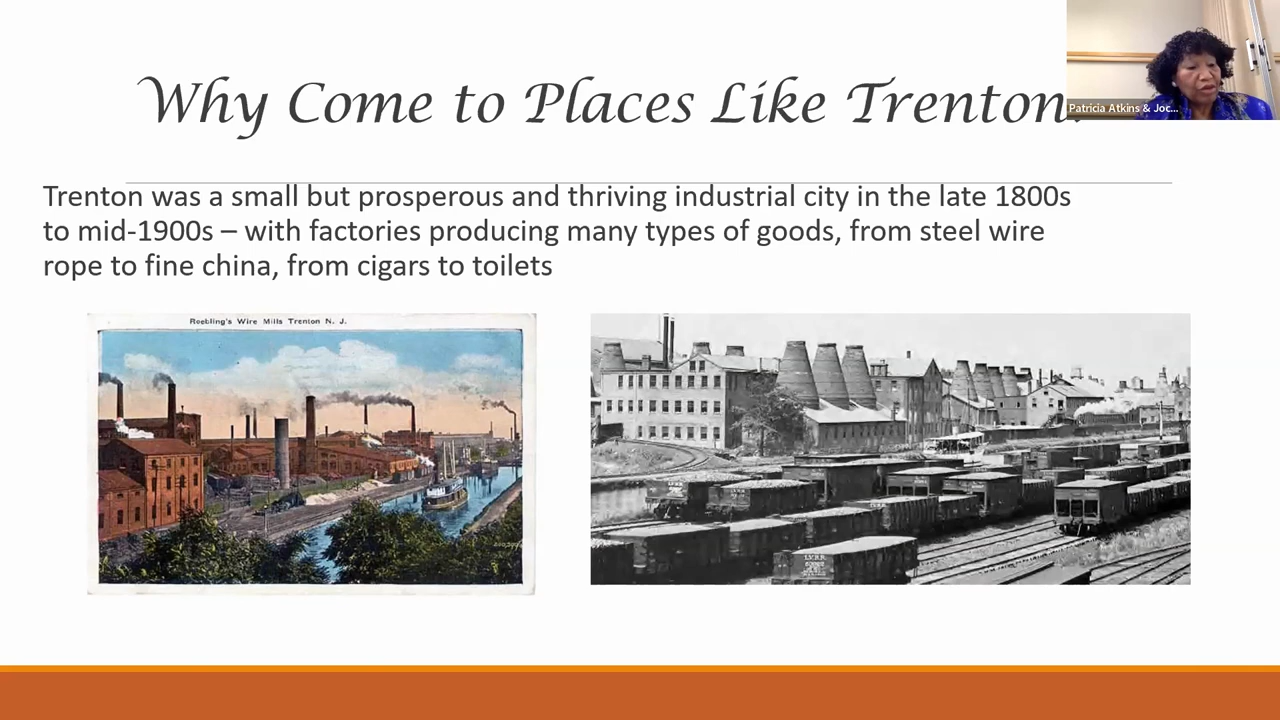 Why Come to Places Like Trenton
Patricia Atkins & Joc...
Trenton was a small but prosperous and thriving industrial city in the late 1800s
to mid-1900s – with factories producing many types of goods, from steel wire
rope to fine china, from cigars to toilets
Roebling's Wire Mills Trenton N. J.
L.V.R.R.